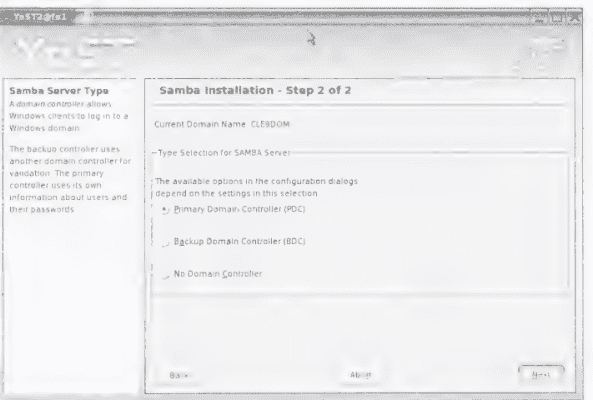 YaST2@fs1
YaST
Samba Server Type
A domain controller allows
Windows clients to log in to a
Windows domain.
The backup controller uses
another domain controller for
validation. The primary
controller uses its own
information about users and
their passwords.
Samba Installation - Step 2 of 2
Current Domain Name: CLE9DOM
Type Selection for SAMBA Server
The available options in the configuration dialogs
depend on the settings in this selection.
Primary Domain Controller (PDC)
Backup Domain Controller (BDC)
No Domain Controller
Back
Abort
Next